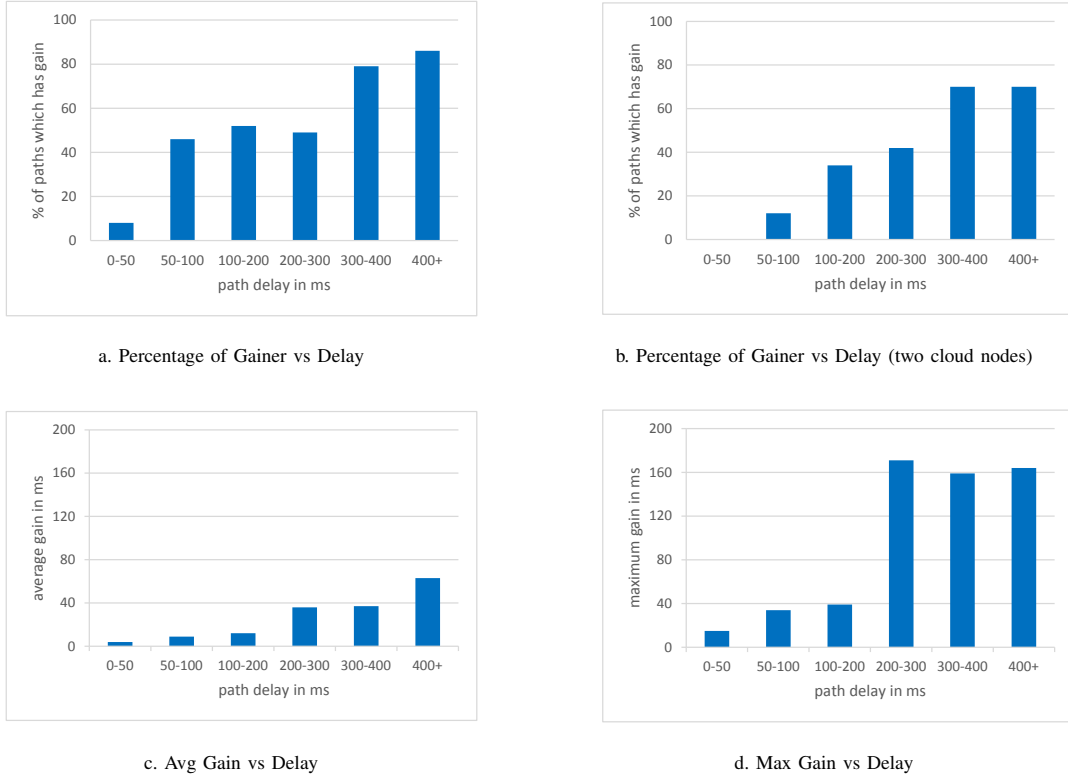 100
80
60
40
20
0
% of paths which has gain
0-50 50-100 100-200 200-300 300-400 400+
path delay in ms
a. Percentage of Gainer vs Delay
100
80
60
40
20
0
% of paths which has gain
0-50 50-100 100-200 200-300 300-400 400+
path delay in ms
b. Percentage of Gainer vs Delay (two cloud nodes)
200
160
120
80
40
0
average gain in ms
0-50 50-100 100-200 200-300 300-400 400+
path delay in ms
c. Avg Gain vs Delay
200
160
120
80
40
0
maximum gain in ms
0-50 50-100 100-200 200-300 300-400 400+
path delay in ms
d. Max Gain vs Delay